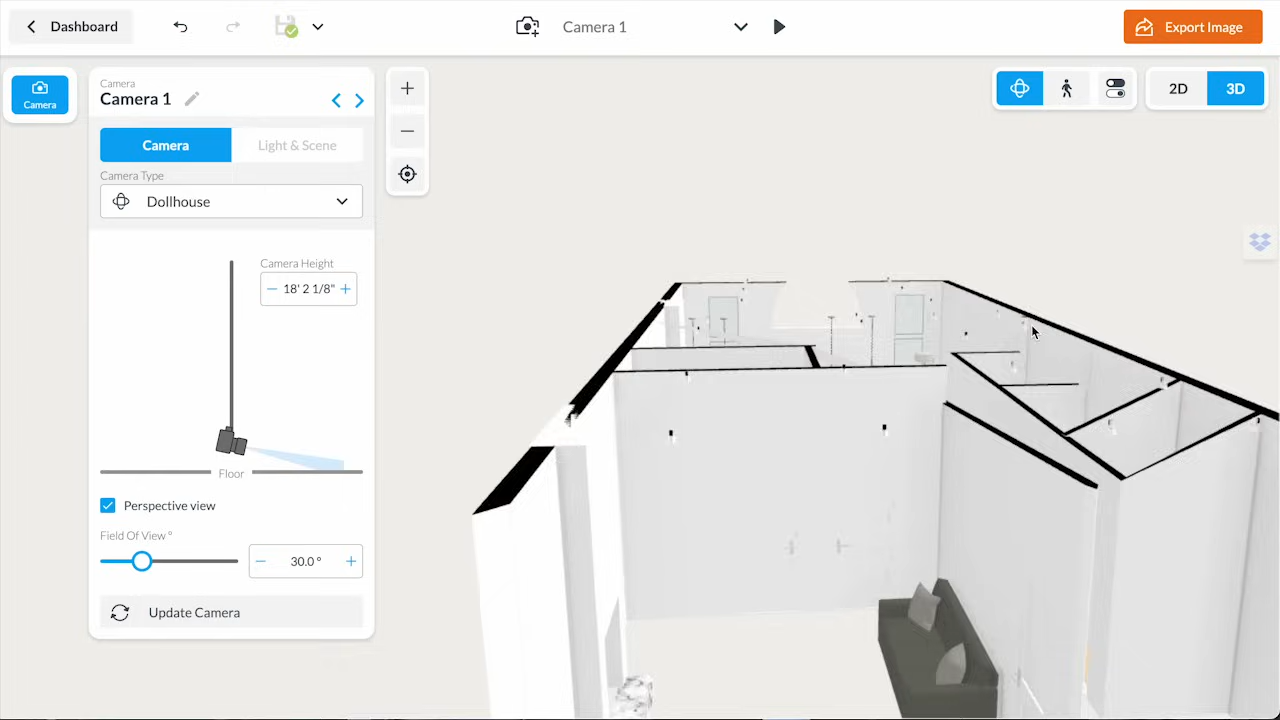 Dashboard
Camera 1
Export Image
Camera
Camera
Camera 1
2D
3D
Camera
Light & Scene
Camera Type
Dollhouse
Camera Height
18' 2 1/8"
Floor
Perspective view
Field Of View °
30.0 °
Update Camera